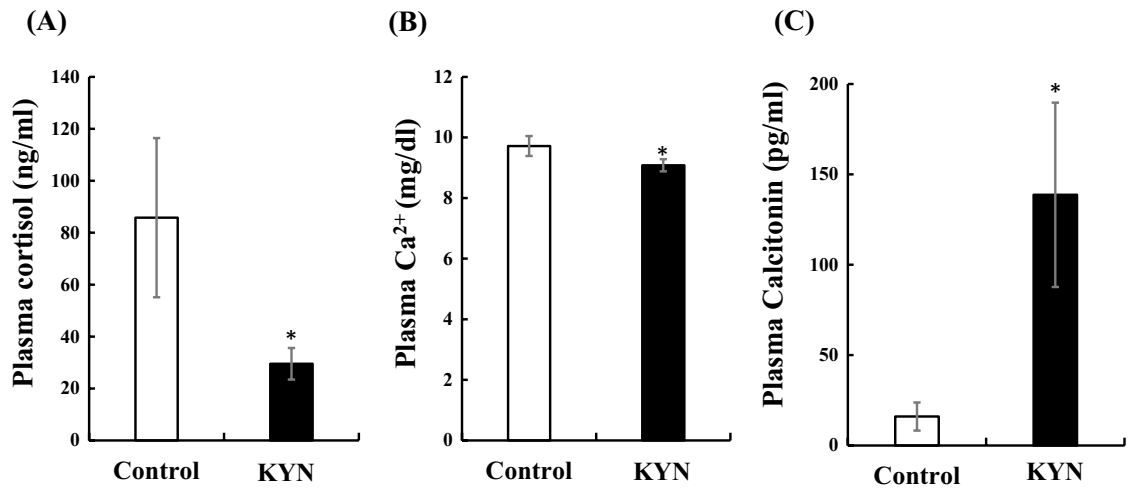 (A)
Plasma cortisol (ng/ml)
140
120
100
80
60
40
20
0
*
Control
KYN
(B)
Plasma Ca²⁺ (mg/dl)
12
10
8
6
4
2
0
*
Control
KYN
(C)
Plasma Calcitonin (pg/ml)
200
150
100
50
0
*
Control
KYN